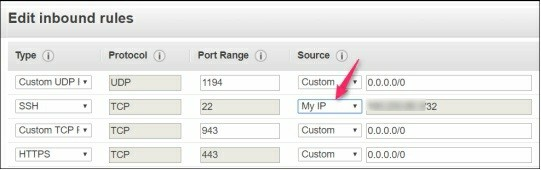 Edit inbound rules
Type i Protocol i Port Range i Source i
Custom UDP UDP 1194 Custom 0.0.0.0/0
SSH TCP 22 My IP 32
Custom TCP TCP 943 Custom 0.0.0.0/0
HTTPS TCP 443 Custom 0.0.0.0/0